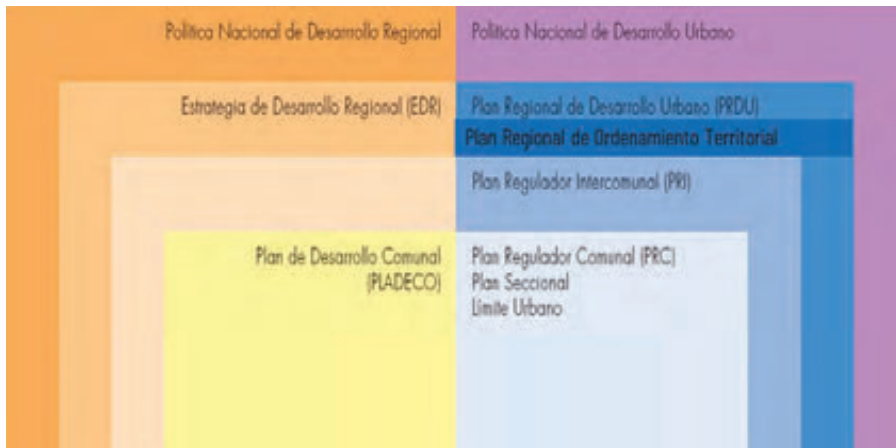 Política Nacional de Desarrollo Regional
Política Nacional de Desarrollo Urbano
Estrategia de Desarrollo Regional (EDR)
Plan Regional de Desarrollo Urbano (PRDU)
Plan Regional de Ordenamiento Territorial
Plan Regulador Intercomunal (PRI)
Plan de Desarrollo Comunal
(PLADECO)
Plan Regulador Comunal (PRC)
Plan Seccional
Límite Urbano